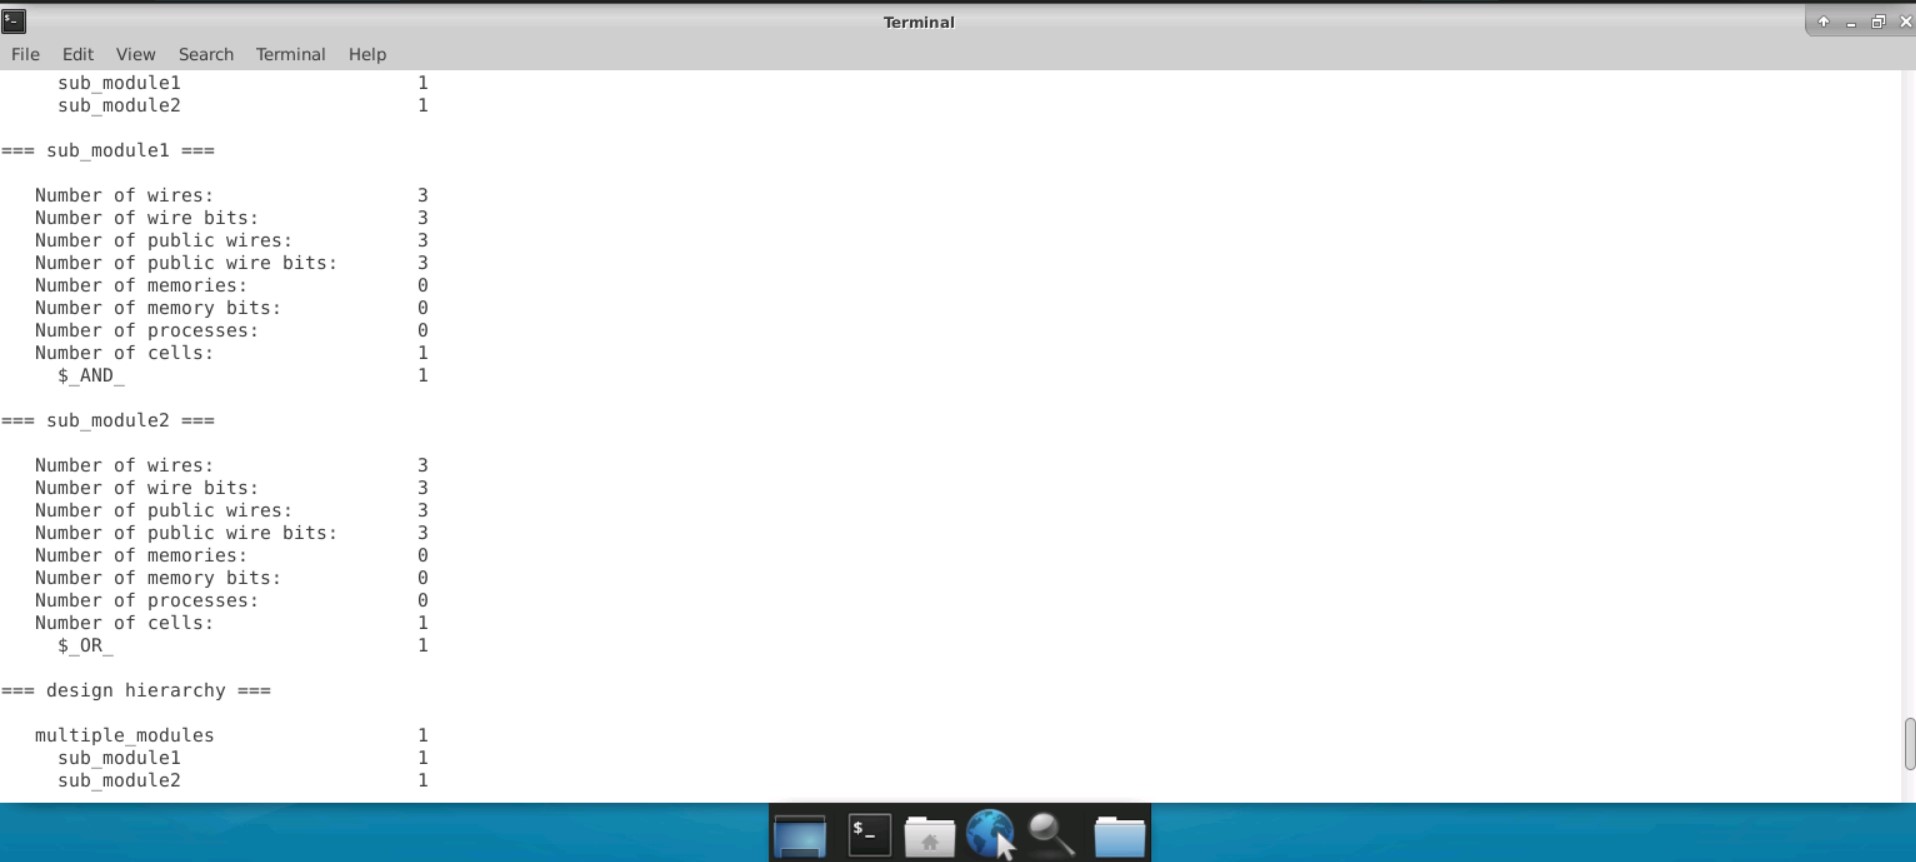 Terminal
File Edit View Search Terminal Help
sub_module1 1
sub_module2 1
=== sub_module1 ===
Number of wires: 3
Number of wire bits: 3
Number of public wires: 3
Number of public wire bits: 3
Number of memories: 0
Number of memory bits: 0
Number of processes: 0
Number of cells: 1
$_AND_ 1
=== sub_module2 ===
Number of wires: 3
Number of wire bits: 3
Number of public wires: 3
Number of public wire bits: 3
Number of memories: 0
Number of memory bits: 0
Number of processes: 0
Number of cells: 1
$_OR_ 1
=== design hierarchy ===
multiple_modules 1
sub_module1 1
sub_module2 1
$_